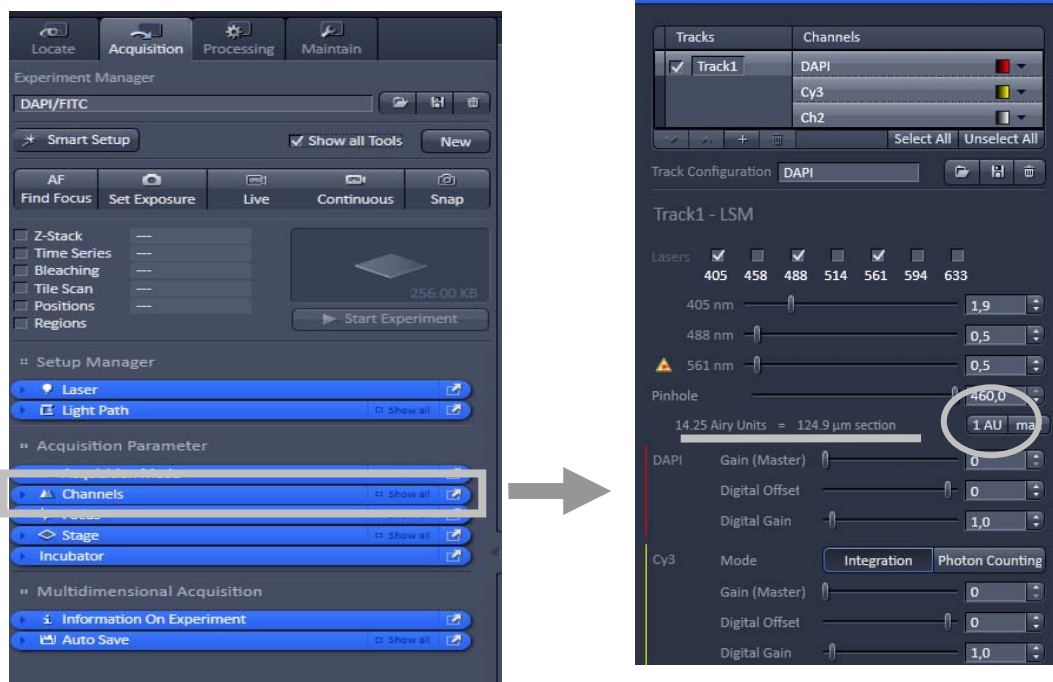 Locate Acquisition Processing Maintain
Experiment Manager
DAPI/FITC
Smart Setup Show all Tools New
AF
Find Focus Set Exposure Live Continuous Snap
Z-Stack ---
Time Series ---
Bleaching ---
Tile Scan ---
Positions ---
Regions
256.00 KB
Start Experiment
Setup Manager
Laser
Light Path Show all
Acquisition Parameter
Acquisition Mode
Channels Show all
Focus
Stage Show all
Incubator
Multidimensional Acquisition
Information On Experiment
Auto Save Show all
Tracks Channels
Track1 DAPI
Cy3
Ch2
Select All Unselect All
Track Configuration DAPI
Track1 - LSM
Lasers
405 458 488 514 561 594 633
405 nm 1,9
488 nm 0,5
561 nm 0,5
Pinhole 460,0
14.25 Airy Units = 124.9 µm section 1 AU max
DAPI Gain (Master) 0
Digital Offset 0
Digital Gain 1,0
Cy3 Mode Integration Photon Counting
Gain (Master) 0
Digital Offset 0
Digital Gain 1,0